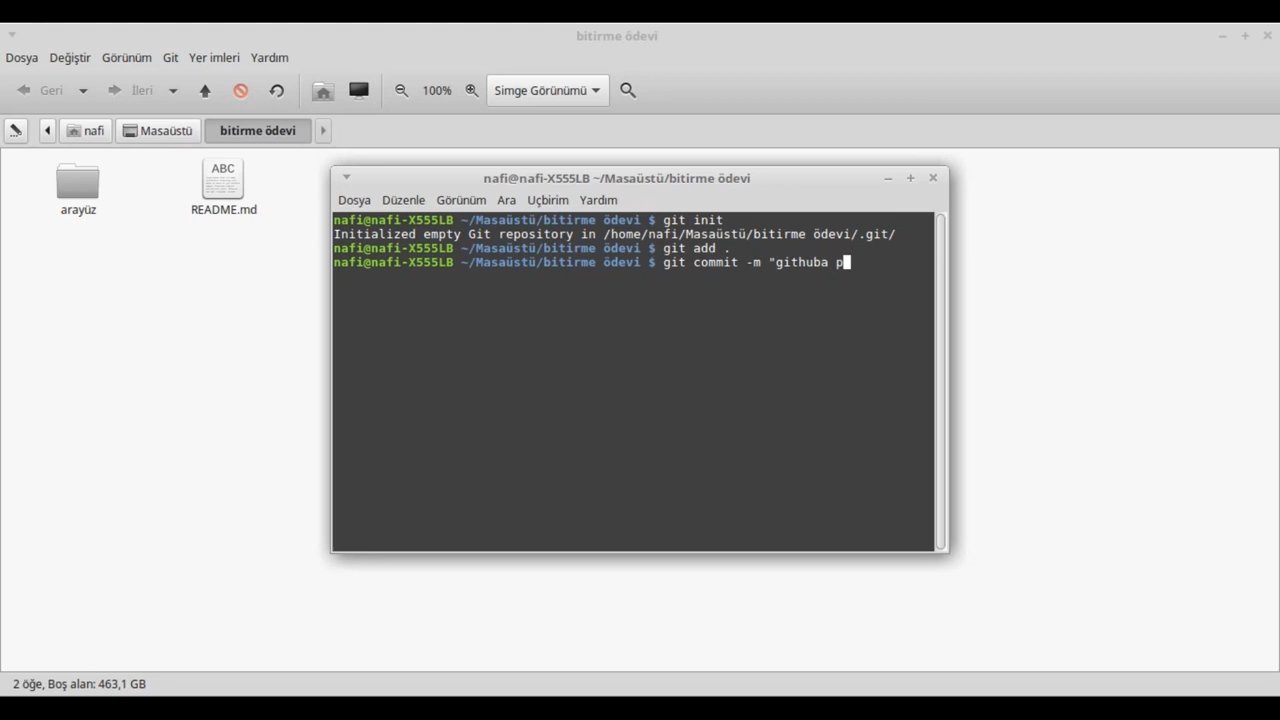 bitirme ödevi
Dosya Değiştir Görünüm Git Yer imleri Yardım
Geri İleri 100% Simge Görünümü
nafi Masaüstü bitirme ödevi
ABC
arayüz README.md
nafi@nafi-X555LB ~/Masaüstü/bitirme ödevi
Dosya Düzenle Görünüm Ara Uçbirim Yardım
nafi@nafi-X555LB ~/Masaüstü/bitirme ödevi $ git init
Initialized empty Git repository in /home/nafi/Masaüstü/bitirme ödevi/.git/
nafi@nafi-X555LB ~/Masaüstü/bitirme ödevi $ git add .
nafi@nafi-X555LB ~/Masaüstü/bitirme ödevi $ git commit -m "githuba p
2 öğe, Boş alan: 463,1 GB